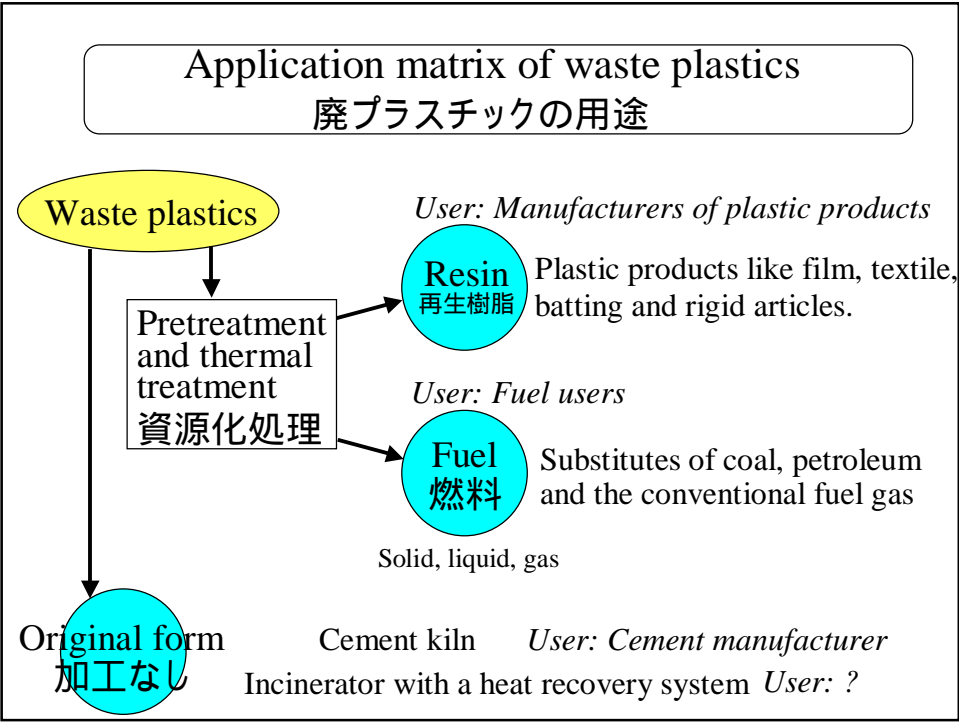 Application matrix of waste plastics
廃プラスチックの用途
Waste plastics
User: Manufacturers of plastic products
Resin
再生樹脂
Plastic products like film, textile,
batting and rigid articles.
Pretreatment
and thermal
treatment
資源化処理
User: Fuel users
Fuel
燃料
Substitutes of coal, petroleum
and the conventional fuel gas
Solid, liquid, gas
Original form
加工なし
Cement kiln User: Cement manufacturer
Incinerator with a heat recovery system User: ?